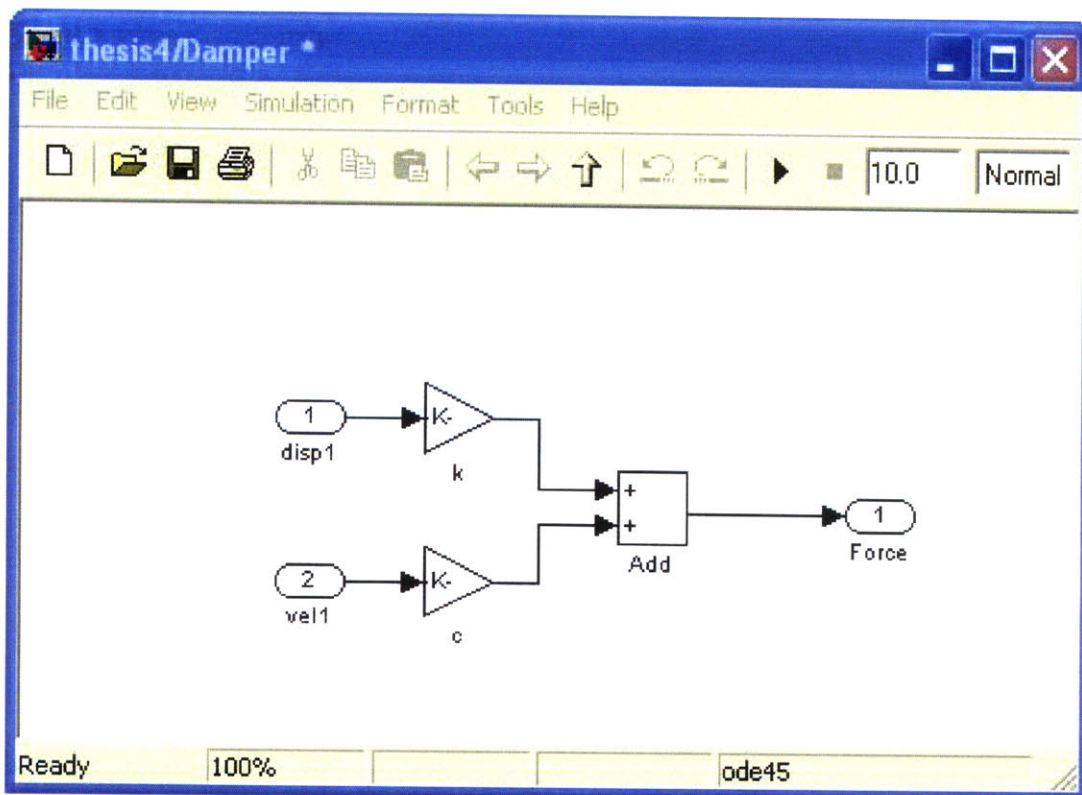 thesis4/Damper *
File Edit View Simulation Format Tools Help
10.0 Normal
1
disp1
K-
k
+
+
Add
1
Force
2
vel1
K-
c
Ready 100% ode45